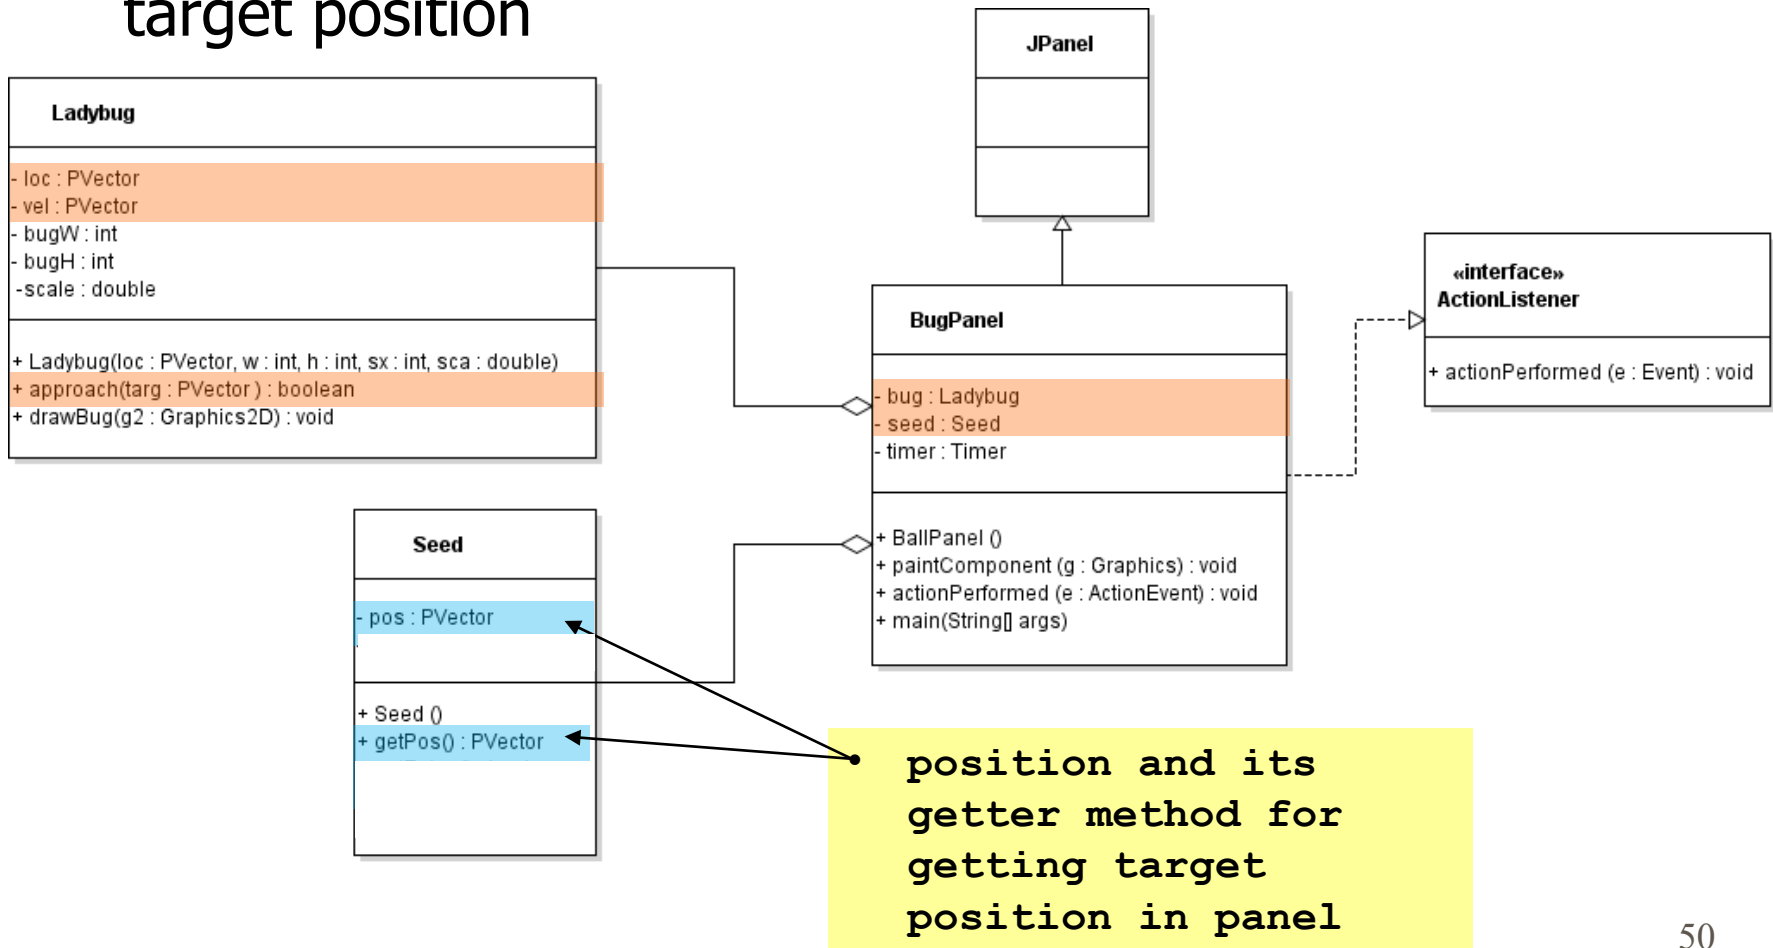 target position
JPanel
Ladybug
- loc : PVector
- vel : PVector
- bugW : int
- bugH : int
-scale : double
+ Ladybug(loc : PVector, w : int, h : int, sx : int, sca : double)
+ approach(targ : PVector ) : boolean
+ drawBug(g2 : Graphics2D) : void
«interface»
ActionListener
+ actionPerformed (e : Event) : void
BugPanel
- bug : Ladybug
- seed : Seed
- timer : Timer
+ BallPanel ()
+ paintComponent (g : Graphics) : void
+ actionPerformed (e : ActionEvent) : void
+ main(String[] args)
Seed
- pos : PVector
+ Seed ()
+ getPos() : PVector
position and its
getter method for
getting target
position in panel
50